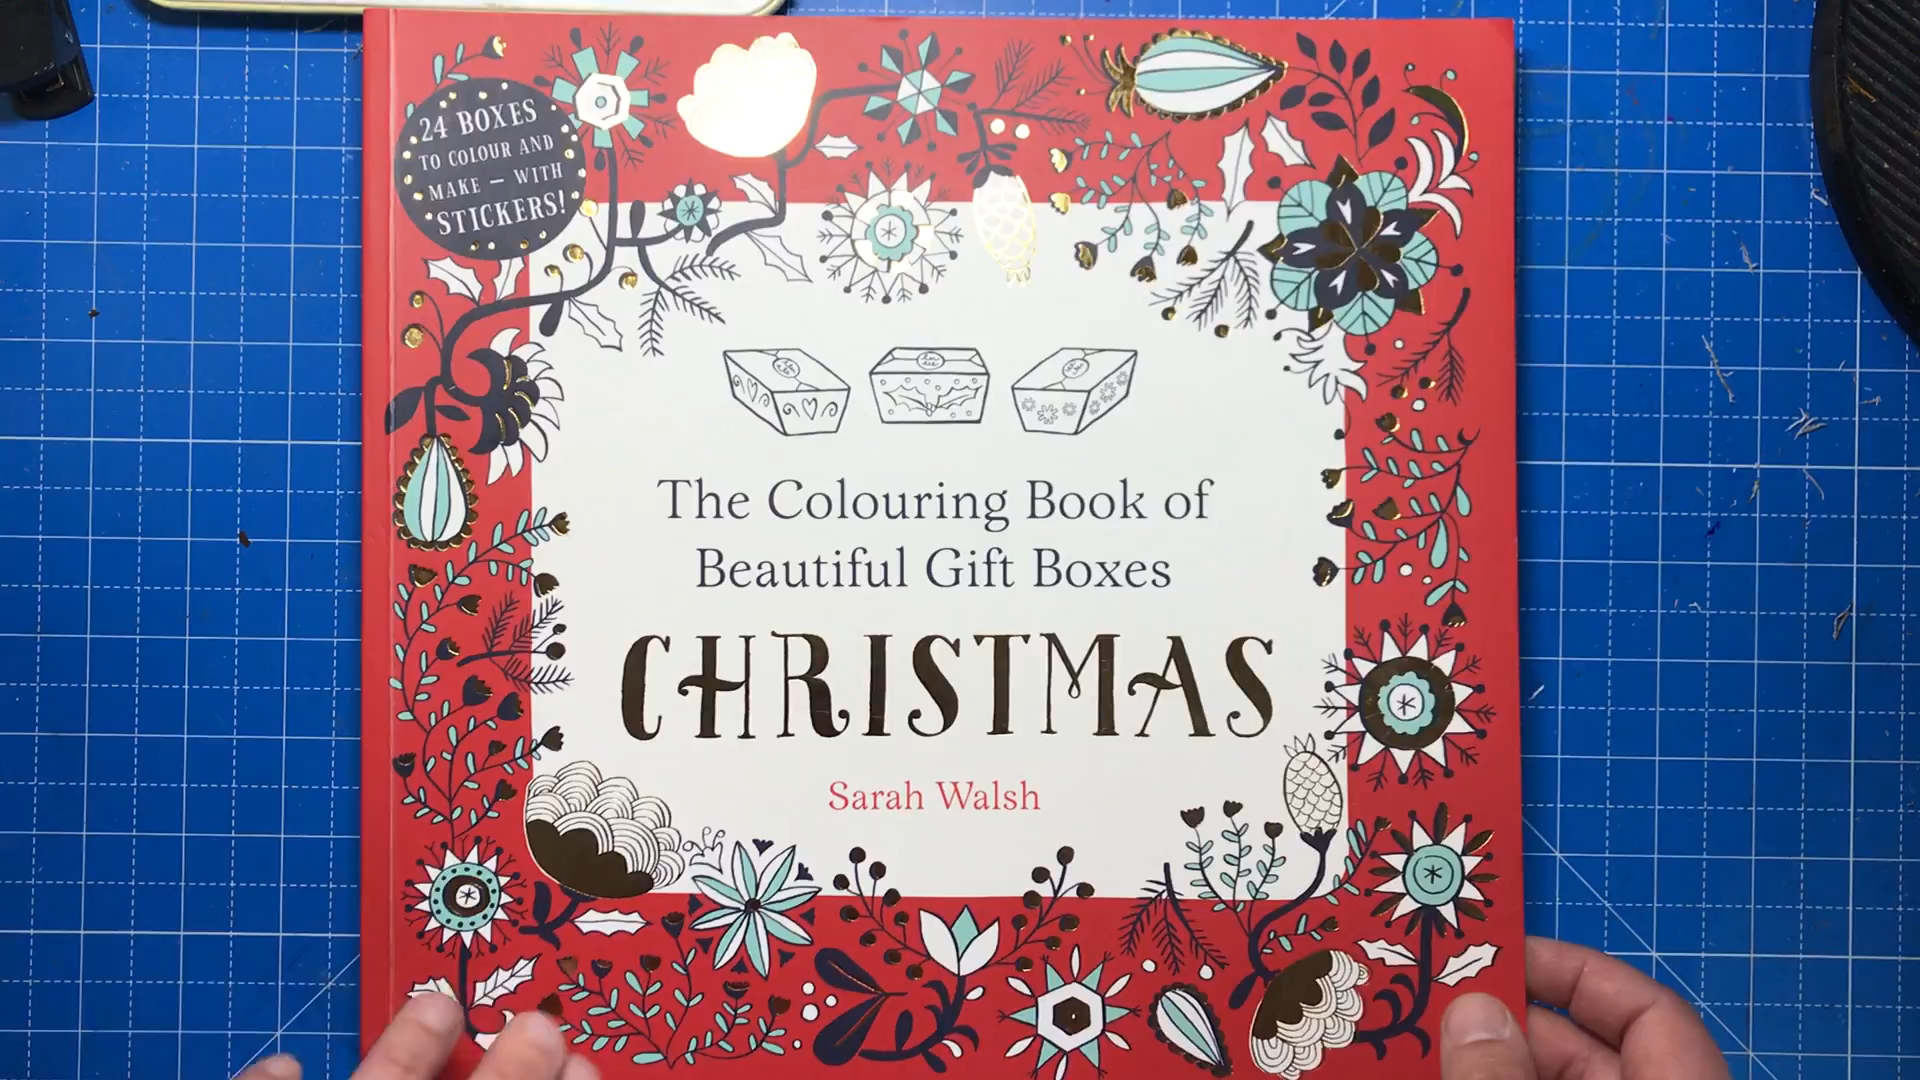 24 BOXES
TO COLOUR AND
MAKE – WITH
STICKERS!
The Colouring Book of
Beautiful Gift Boxes
CHRISTMAS
Sarah Walsh